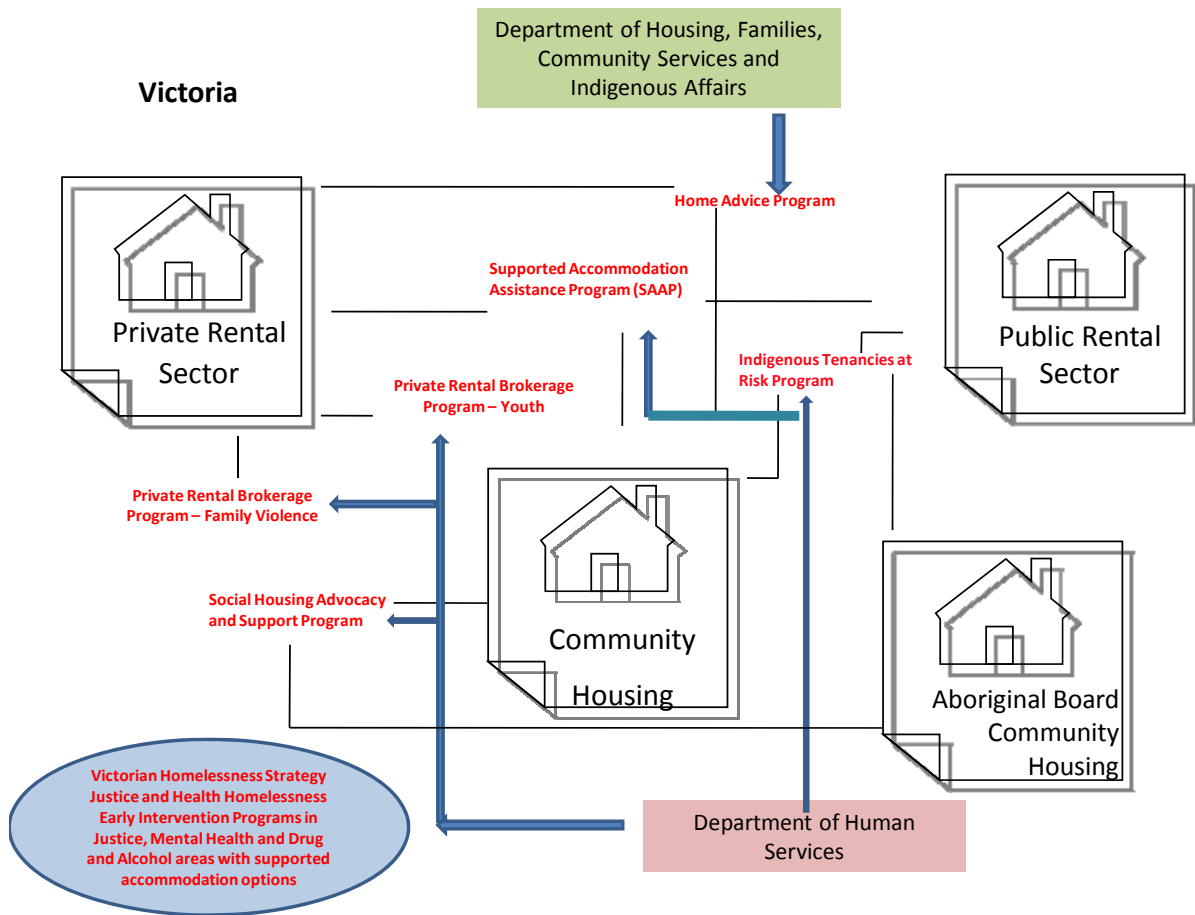 Department of Housing, Families,
Community Services and
Indigenous Affairs
Victoria
Home Advice Program
Supported Accommodation
Assistance Program (SAAP)
Private Rental
Sector
Public Rental
Sector
Indigenous Tenancies at
Risk Program
Private Rental Brokerage
Program – Youth
Private Rental Brokerage
Program – Family Violence
Social Housing Advocacy
and Support Program
Community
Housing
Aboriginal Board
Community
Housing
Victorian Homelessness Strategy
Justice and Health Homelessness
Early Intervention Programs in
Justice, Mental Health and Drug
and Alcohol areas with supported
accommodation options
Department of Human
Services